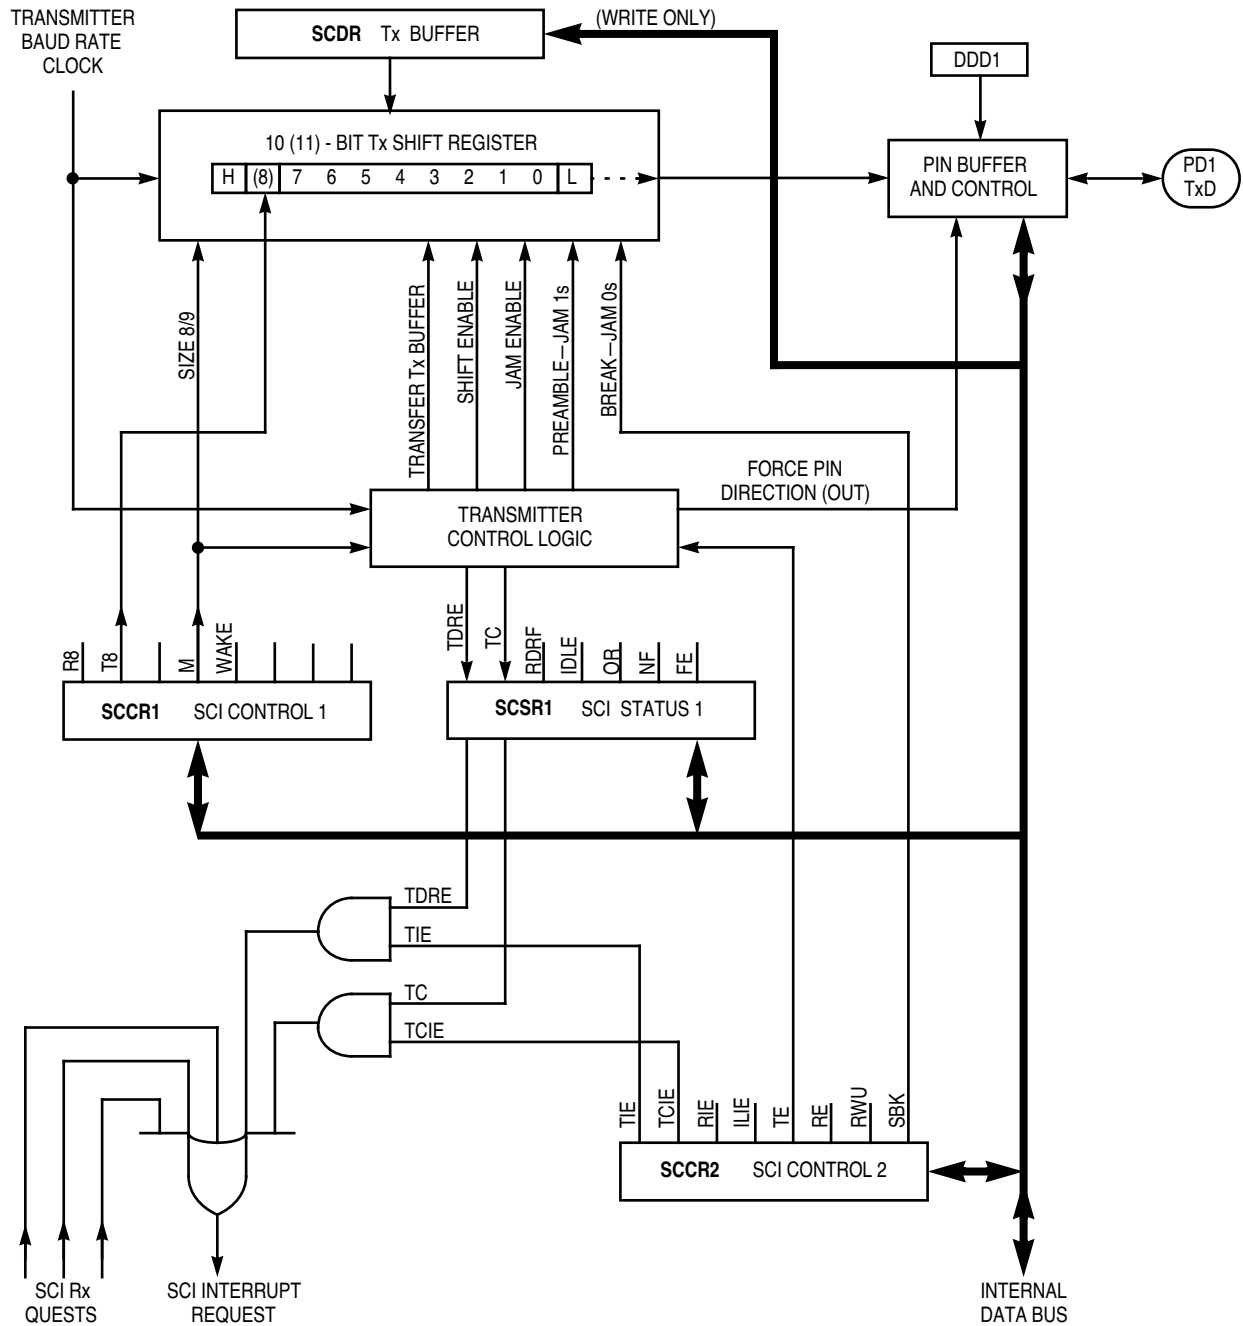 TRANSMITTER
BAUD RATE
CLOCK
SCDR Tx BUFFER
(WRITE ONLY)
DDD1
10 (11) - BIT Tx SHIFT REGISTER
H (8) 7 6 5 4 3 2 1 0 L
PIN BUFFER
AND CONTROL
PD1
TxD
SIZE 8/9
TRANSFER Tx BUFFER
SHIFT ENABLE
JAM ENABLE
PREAMBLE—JAM 1s
BREAK—JAM 0s
FORCE PIN
DIRECTION (OUT)
TRANSMITTER
CONTROL LOGIC
R8
T8
M
WAKE
TDRE
TC
RDRF
IDLE
OR
NF
FE
SCCR1 SCI CONTROL 1
SCSR1 SCI STATUS 1
TDRE
TIE
TC
TCIE
TIE
TCIE
RIE
ILIE
TE
RE
RWU
SBK
SCCR2 SCI CONTROL 2
SCI Rx
QUESTS
SCI INTERRUPT
REQUEST
INTERNAL
DATA BUS